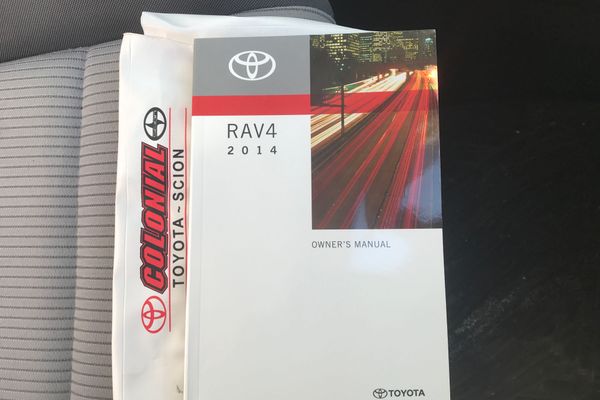 COLONIAL
TOYOTA~SCION
RAV4
2014
OWNER'S MANUAL
TOYOTA